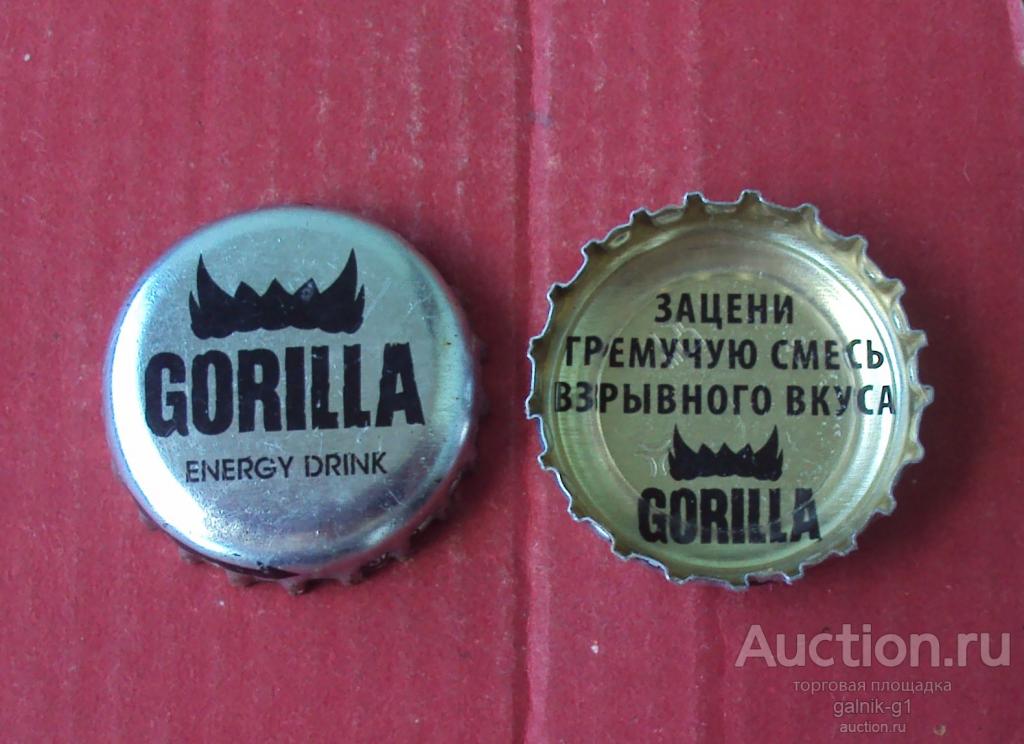 GORILLA
ENERGY DRINK
ЗАЦЕНИ
ГРЕМУЧУЮ СМЕСЬ
ВЗРЫВНОГО ВКУСА
GORILLA
Auction.ru
торговая площадка
galnik-g1
auction.ru